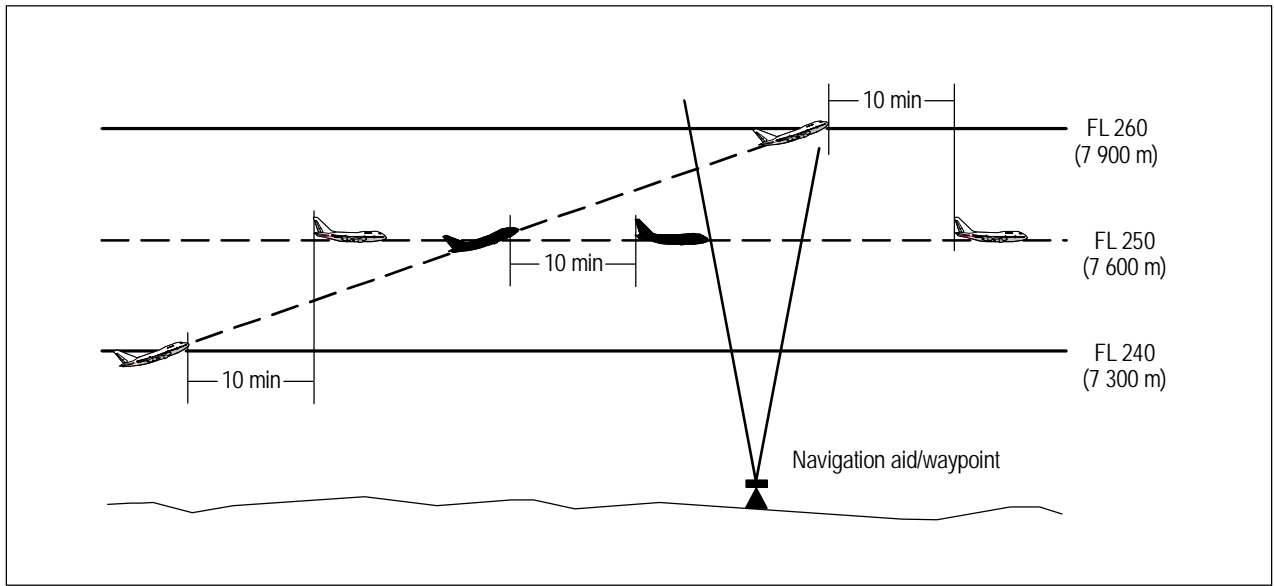 10 min
FL 260
(7 900 m)
FL 250
(7 600 m)
10 min
FL 240
(7 300 m)
10 min
Navigation aid/waypoint